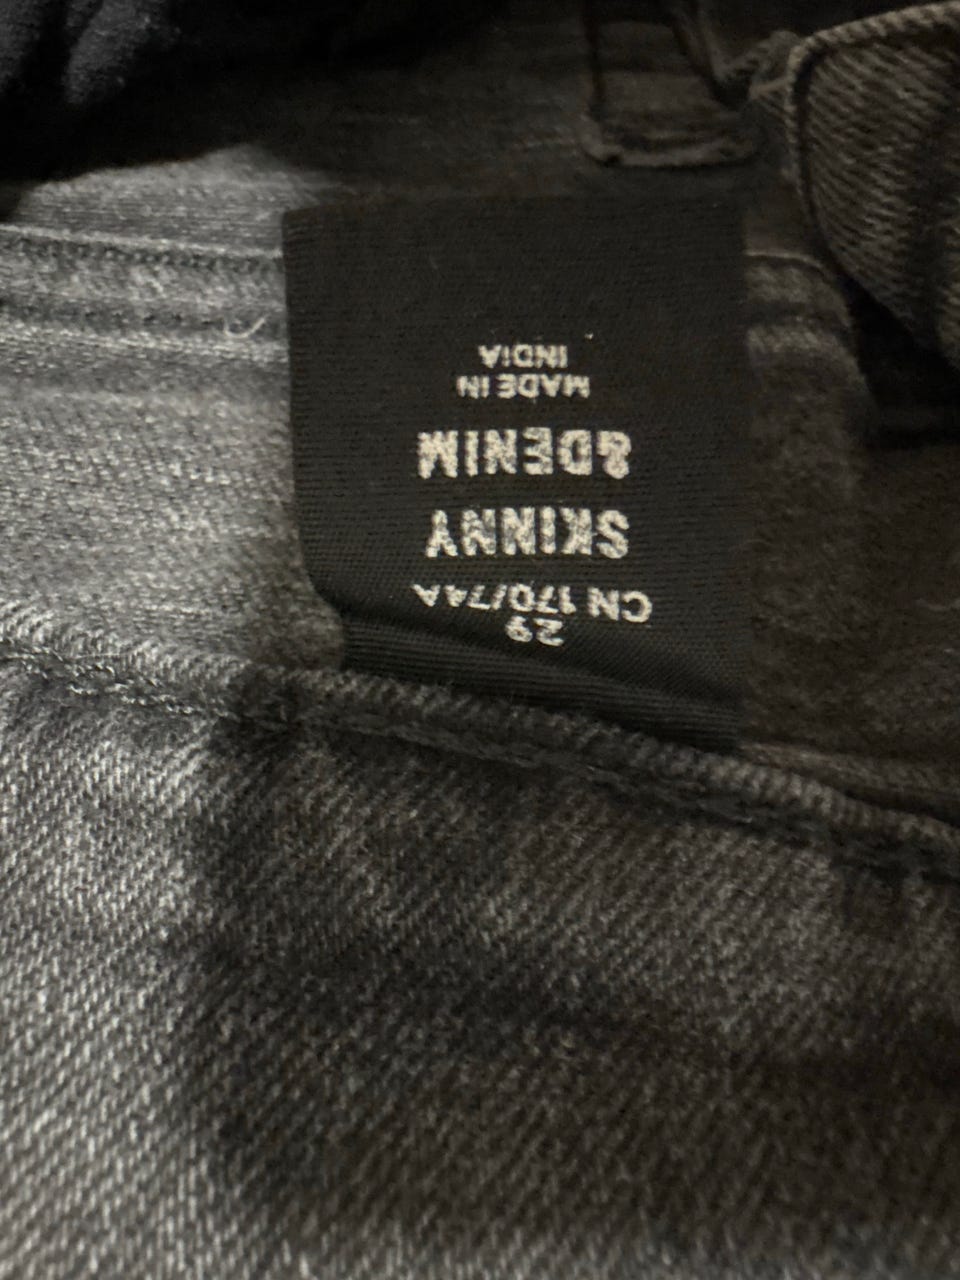 29
CN 170/74A
SKINNY
&DENIM
MADE IN
INDIA